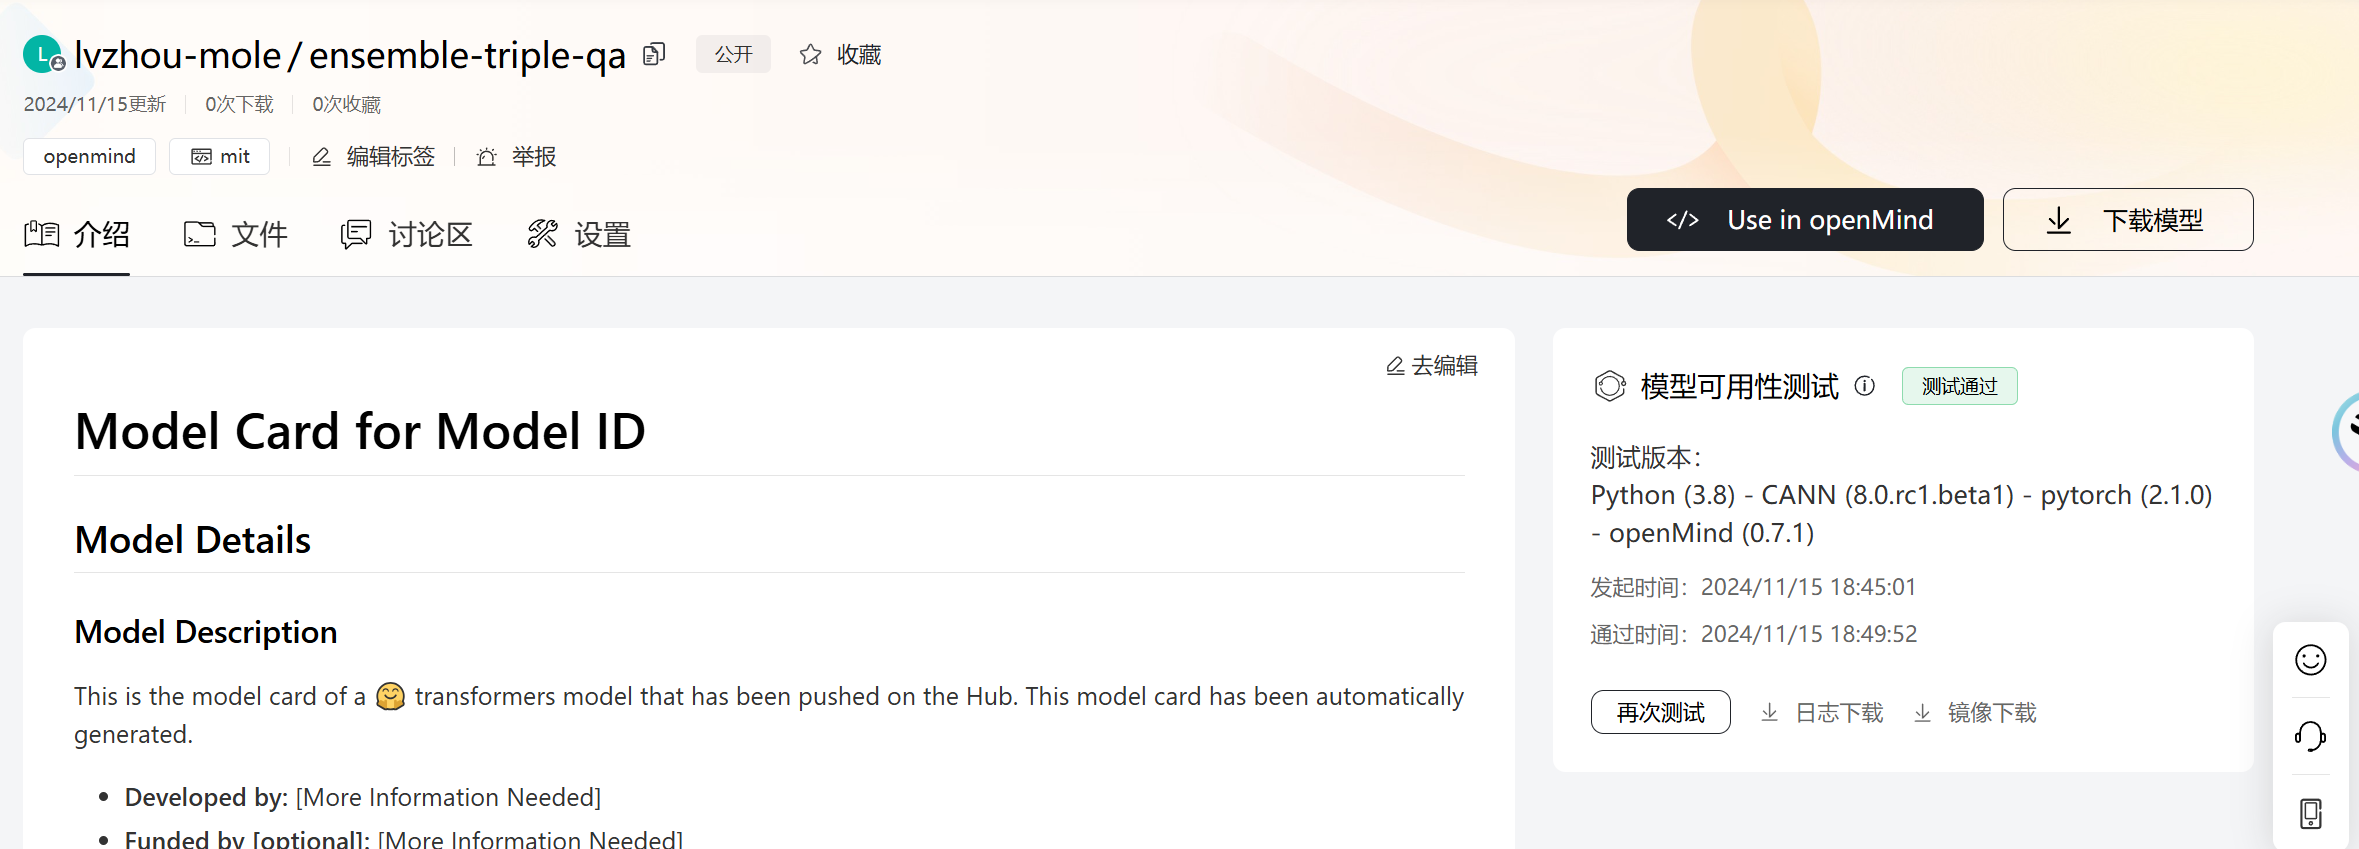 L lvzhou-mole / ensemble-triple-qa 公开 收藏
2024/11/15更新 0次下载 0次收藏
openmind mit 编辑标签 举报
介绍 文件 讨论区 设置 Use in openMind 下载模型
去编辑
Model Card for Model ID
Model Details
Model Description
This is the model card of a 🤗 transformers model that has been pushed on the Hub. This model card has been automatically
generated.
Developed by: [More Information Needed]
Funded by [optional]: [More Information Needed]
模型可用性测试 测试通过
测试版本：
Python (3.8) - CANN (8.0.rc1.beta1) - pytorch (2.1.0)
- openMind (0.7.1)
发起时间：2024/11/15 18:45:01
通过时间：2024/11/15 18:49:52
再次测试 日志下载 镜像下载